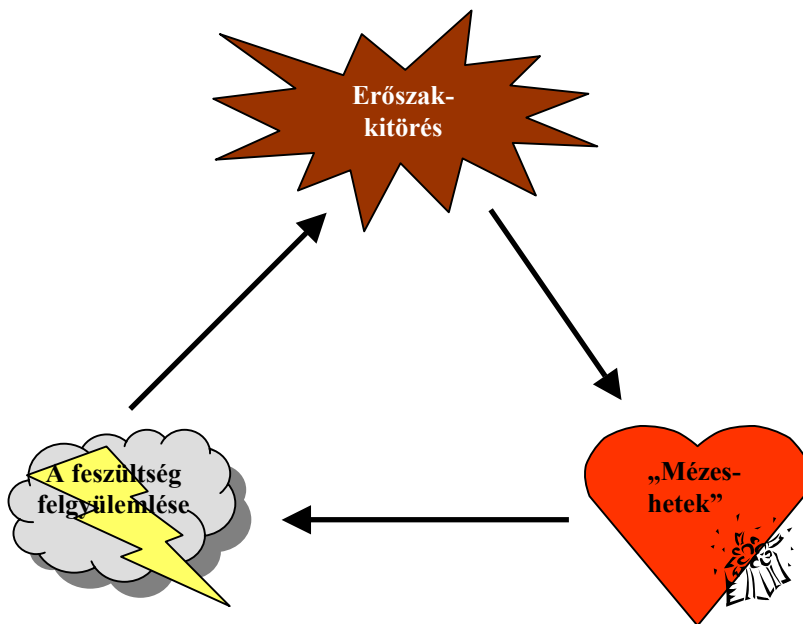 Erőszak-
kitörés
A feszültség
felgyülemlése
„Mézes-
hetek”